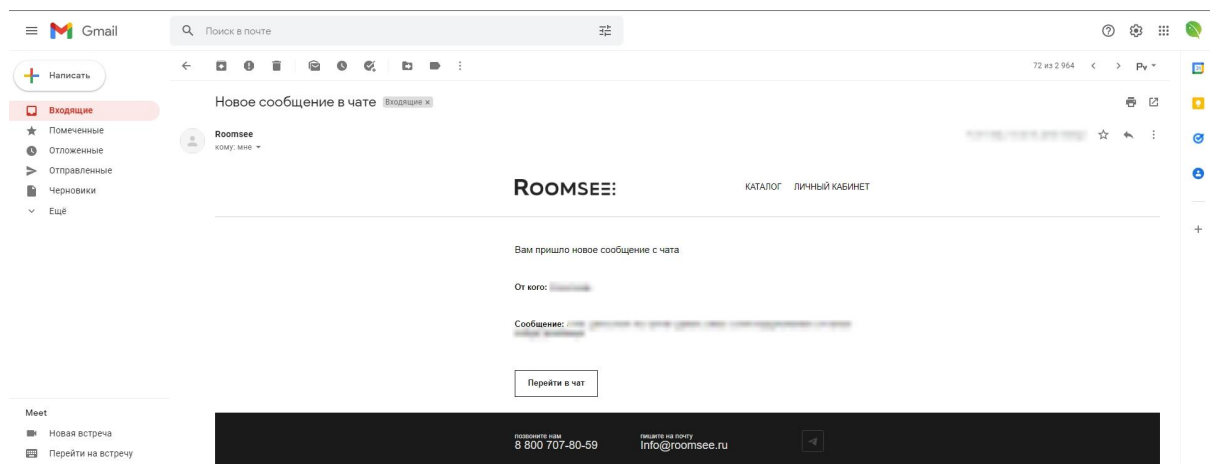 Gmail
Поиск в почте
Написать
72 из 2 964
Ру
Входящие
Помеченные
Отложенные
Отправленные
Черновики
Ещё
Новое сообщение в чате Входящие ×
Roomsee
кому: мне
ROOMSEE
КАТАЛОГ ЛИЧНЫЙ КАБИНЕТ
Вам пришло новое сообщение с чата
От кого:
Сообщение:
Перейти в чат
Meet
Новая встреча
Перейти на встречу
позвоните нам
8 800 707-80-59
пишите на почту
Info@roomsee.ru